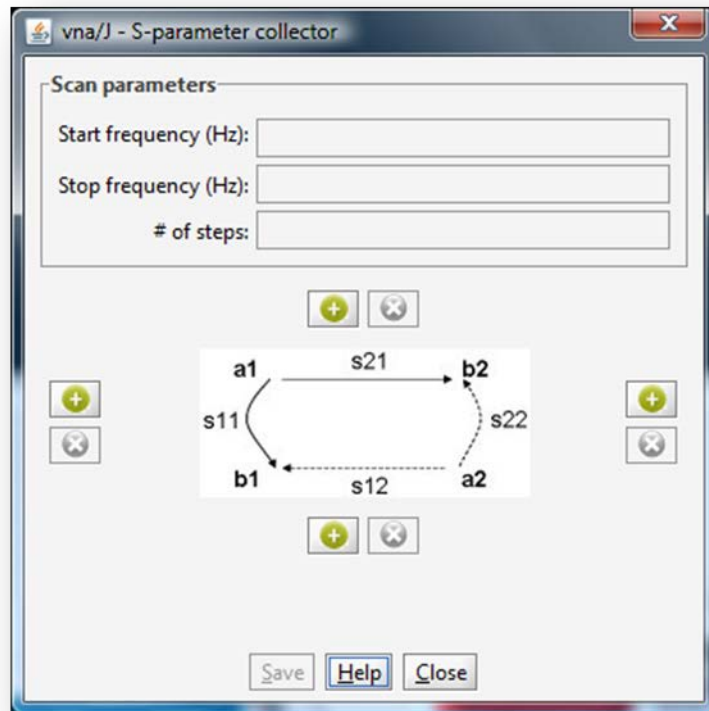 vna/J - S-parameter collector
Scan parameters
Start frequency (Hz):
Stop frequency (Hz):
# of steps:
a1 s21 b2
s11 s22
b1 s12 a2
Save Help Close